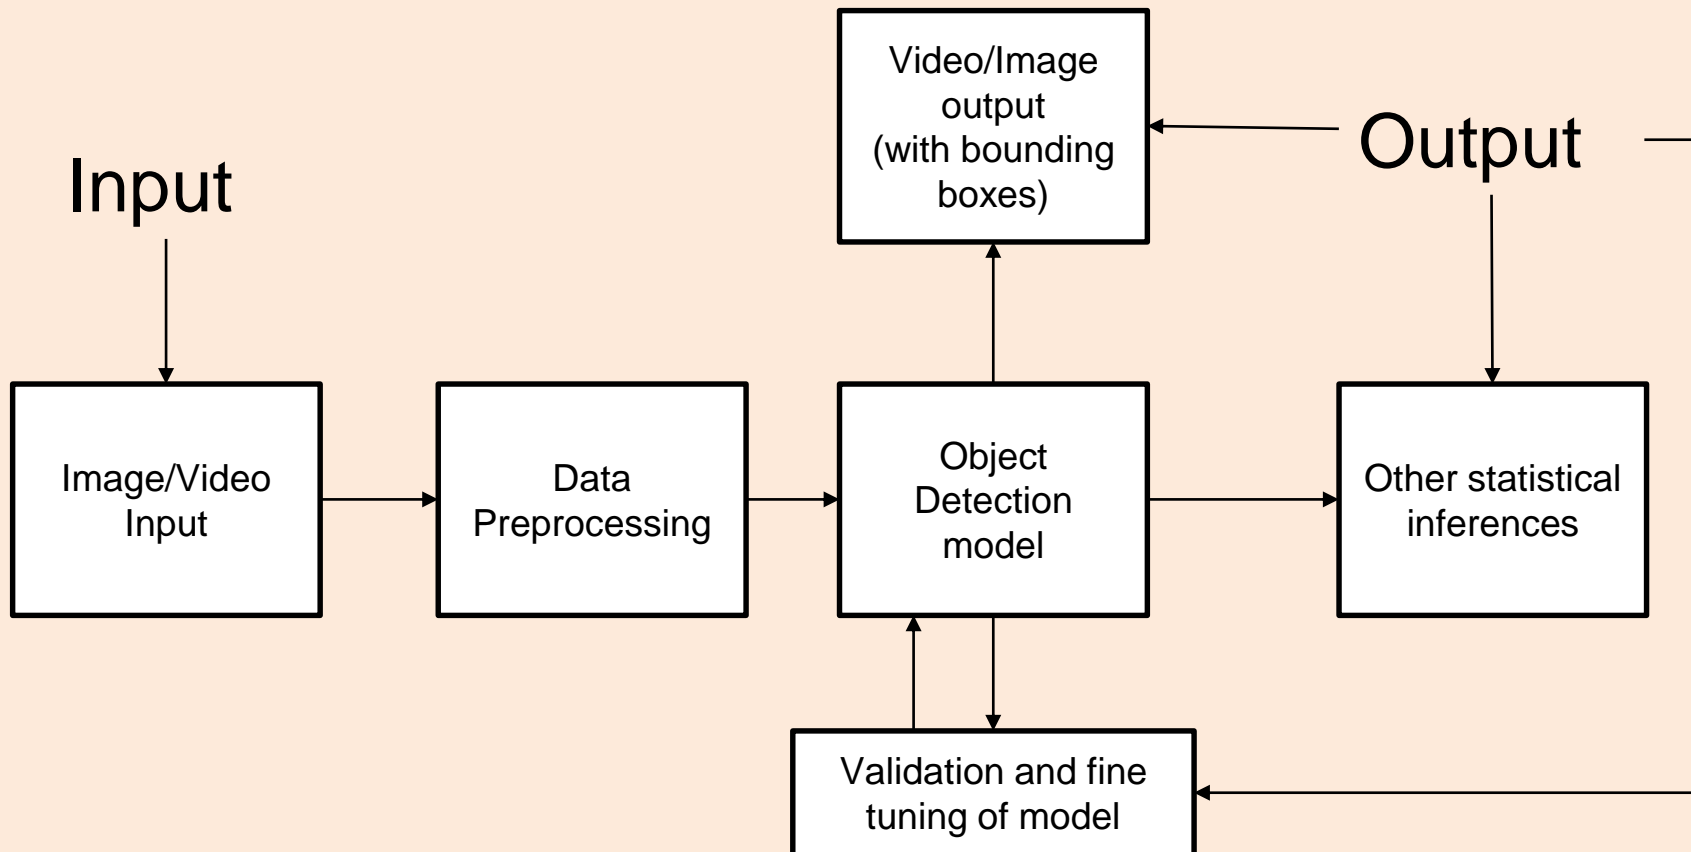 Video/Image
output
(with bounding
boxes)
Output
Input
Image/Video
Input
Data
Preprocessing
Object
Detection
model
Other statistical
inferences
Validation and fine
tuning of model